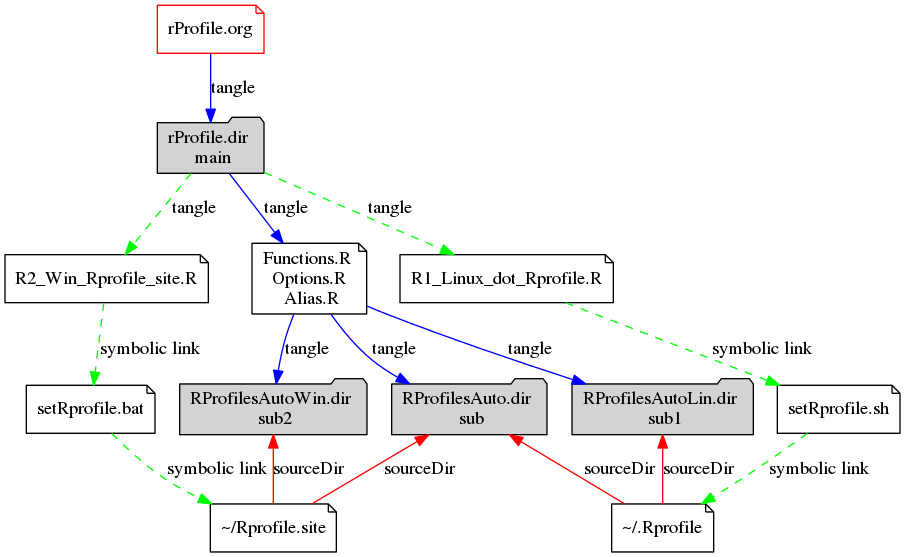 rProfile.org
tangle
rProfile.dir
main
tangle
tangle
tangle
R2_Win_Rprofile_site.R
Functions.R
Options.R
Alias.R
R1_Linux_dot_Rprofile.R
symbolic link
tangle
tangle
tangle
symbolic link
setRprofile.bat
RProfilesAutoWin.dir
sub2
RProfilesAuto.dir
sub
RProfilesAutoLin.dir
sub1
setRprofile.sh
symbolic link
sourceDir
sourceDir
sourceDir
sourceDir
symbolic link
~/Rprofile.site
~/.Rprofile